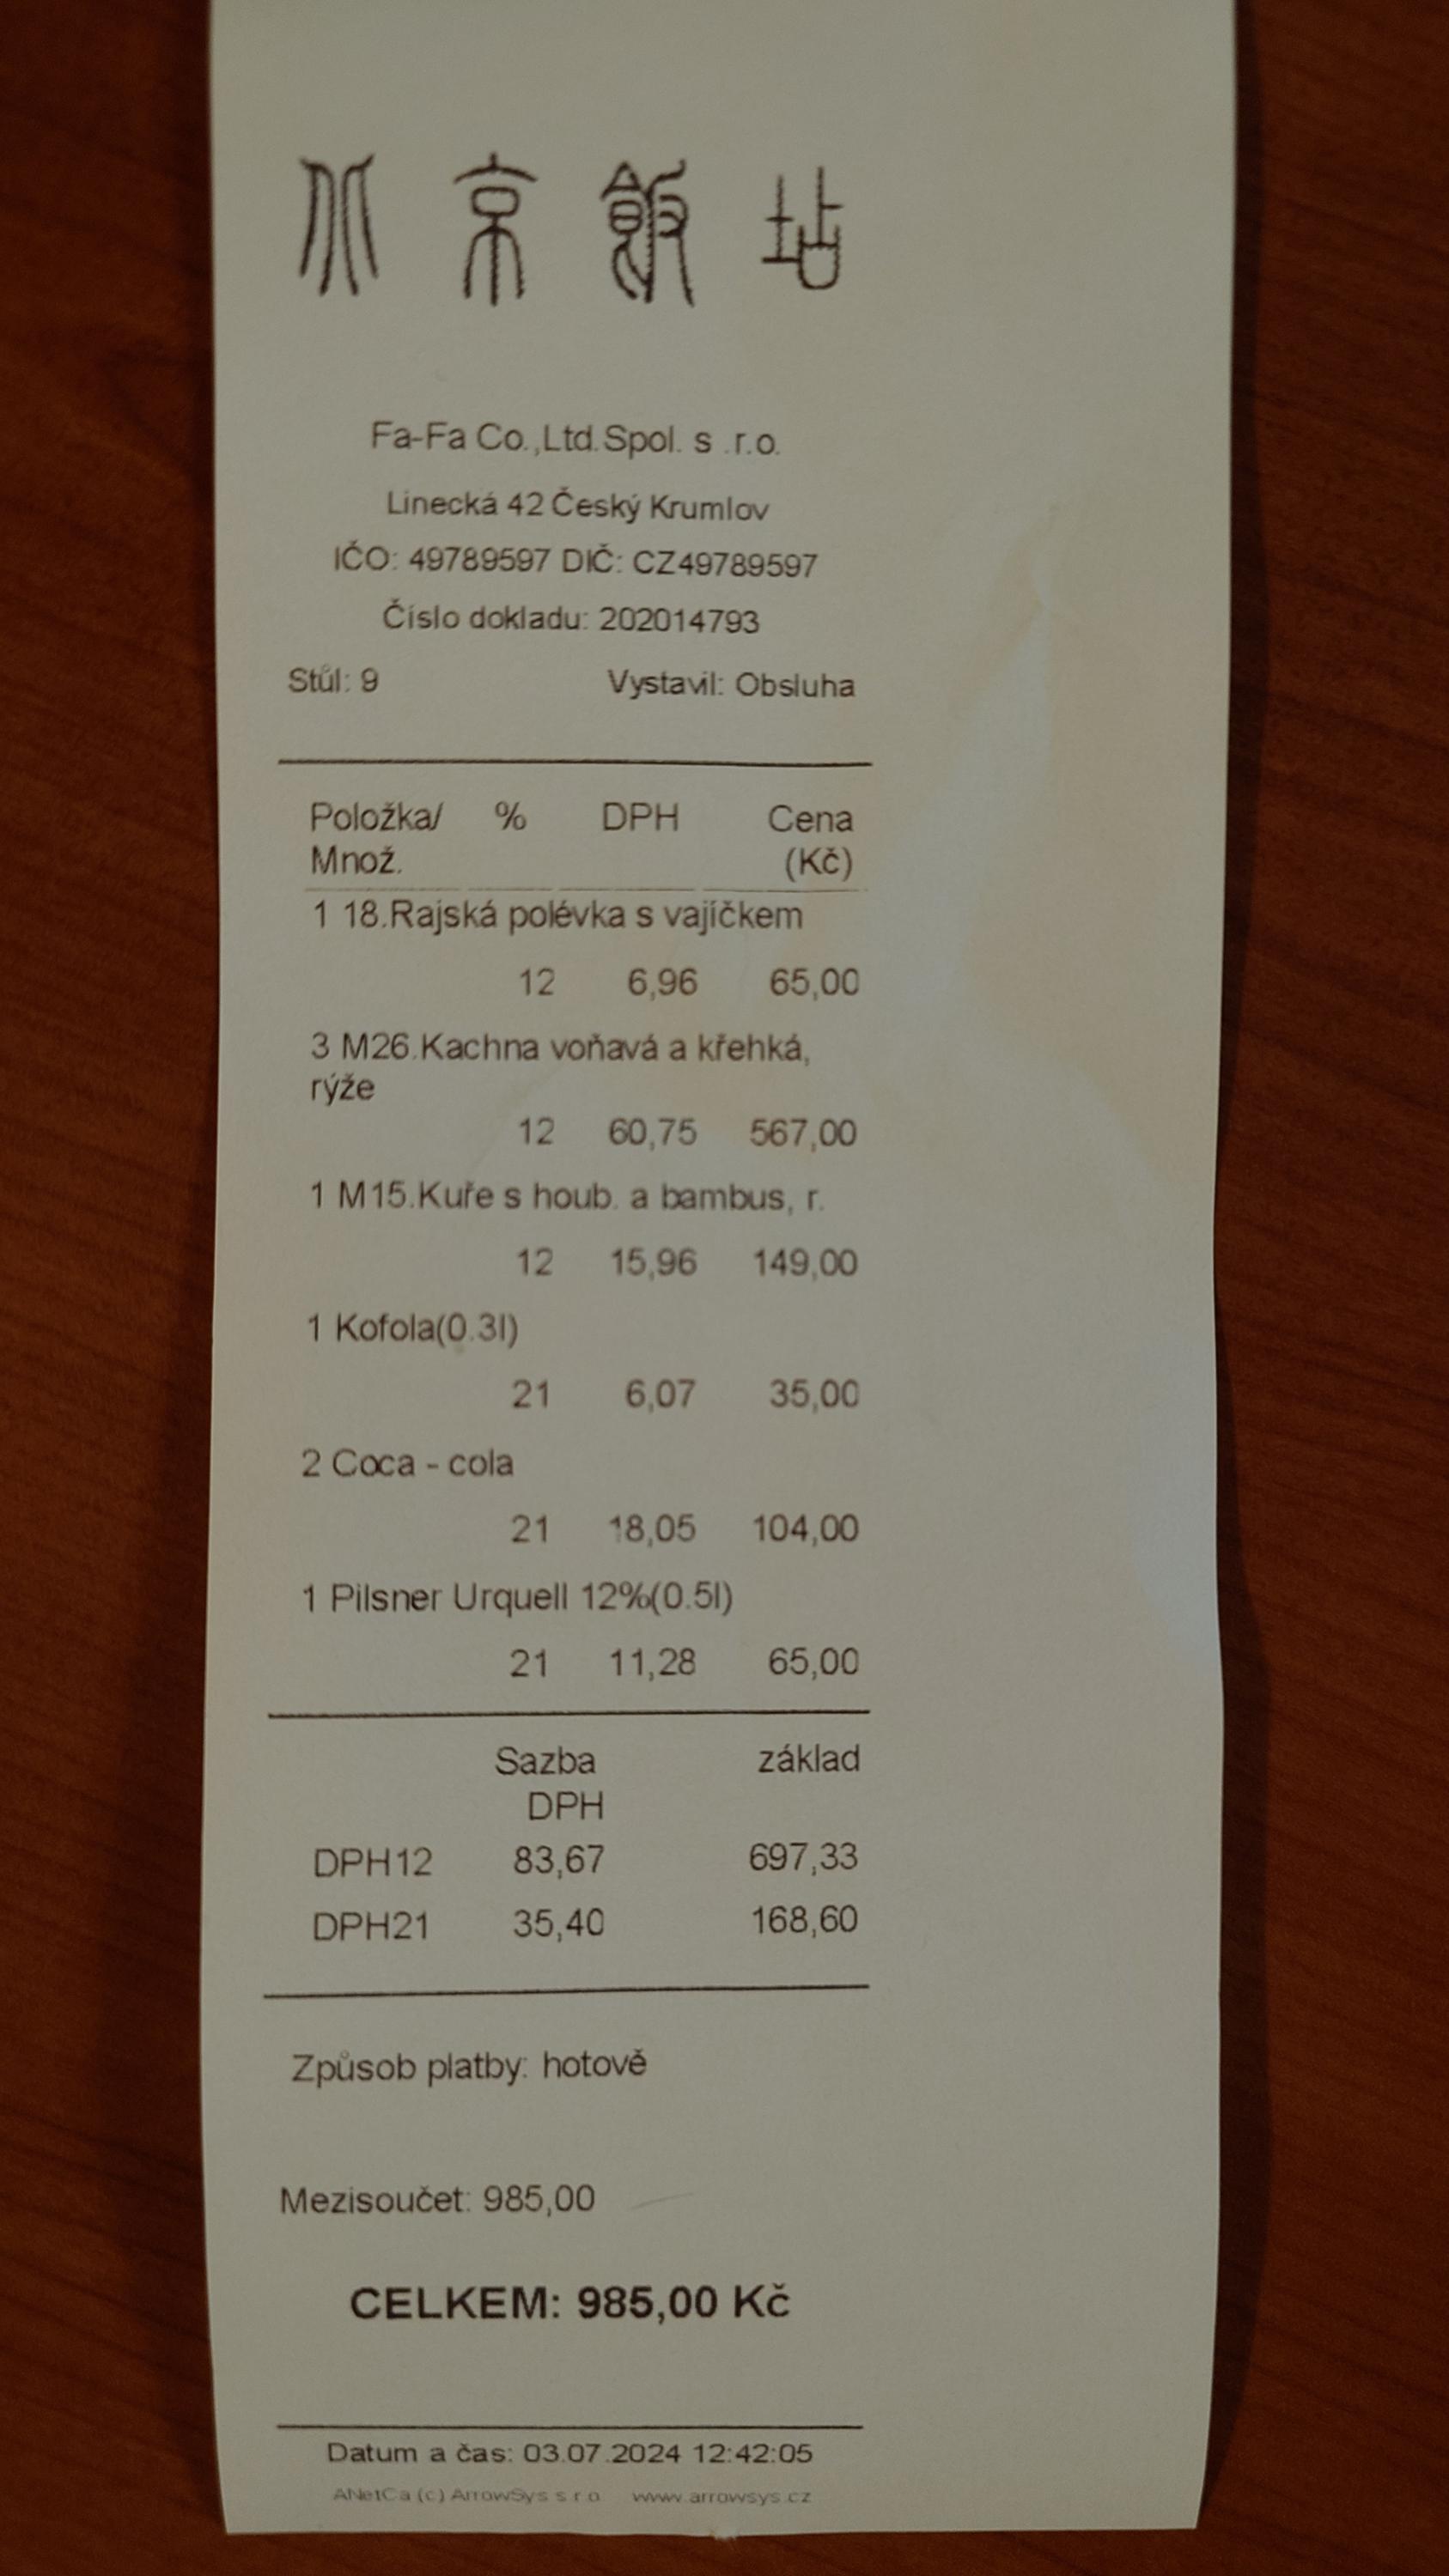 北京飯站
Fa-Fa Co.,Ltd.Spol. s .r.o.
Linecká 42 Český Krumlov
IČO: 49789597 DIČ: CZ49789597
Číslo dokladu: 202014793
Stůl: 9 Vystavil: Obsluha
Položka/ % DPH Cena
Množ. (Kč)
1 18.Rajská polévka s vajíčkem
12 6,96 65,00
3 M26.Kachna voňavá a křehká,
rýže
12 60,75 567,00
1 M15.Kuře s houb. a bambus, r.
12 15,96 149,00
1 Kofola(0.3l)
21 6,07 35,00
2 Coca - cola
21 18,05 104,00
1 Pilsner Urquell 12%(0.5l)
21 11,28 65,00
Sazba základ
DPH
DPH12 83,67 697,33
DPH21 35,40 168,60
Způsob platby: hotově
Mezisoučet: 985,00
CELKEM: 985,00 Kč
Datum a čas: 03.07.2024 12:42:05
ANetCa (c) ArrowSys s.r.o. www.arrowsys.cz